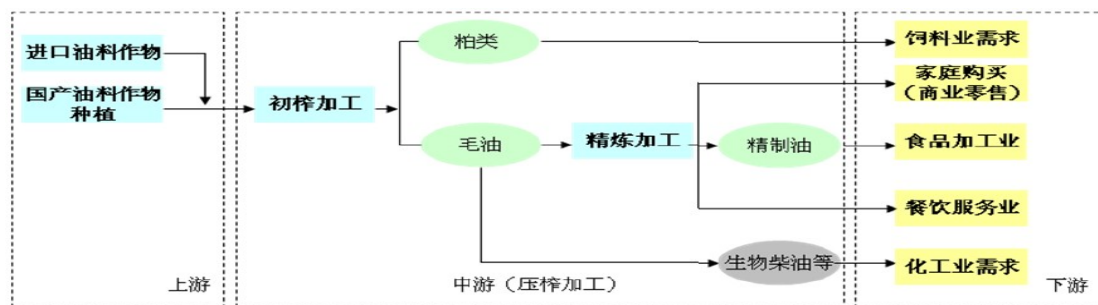 进口油料作物
国产油料作物
种植
初榨加工
粕类
毛油
精炼加工
精制油
生物柴油等
饲料业需求
家庭购买
（商业零售）
食品加工业
餐饮服务业
化工业需求
上游
中游（压榨加工）
下游